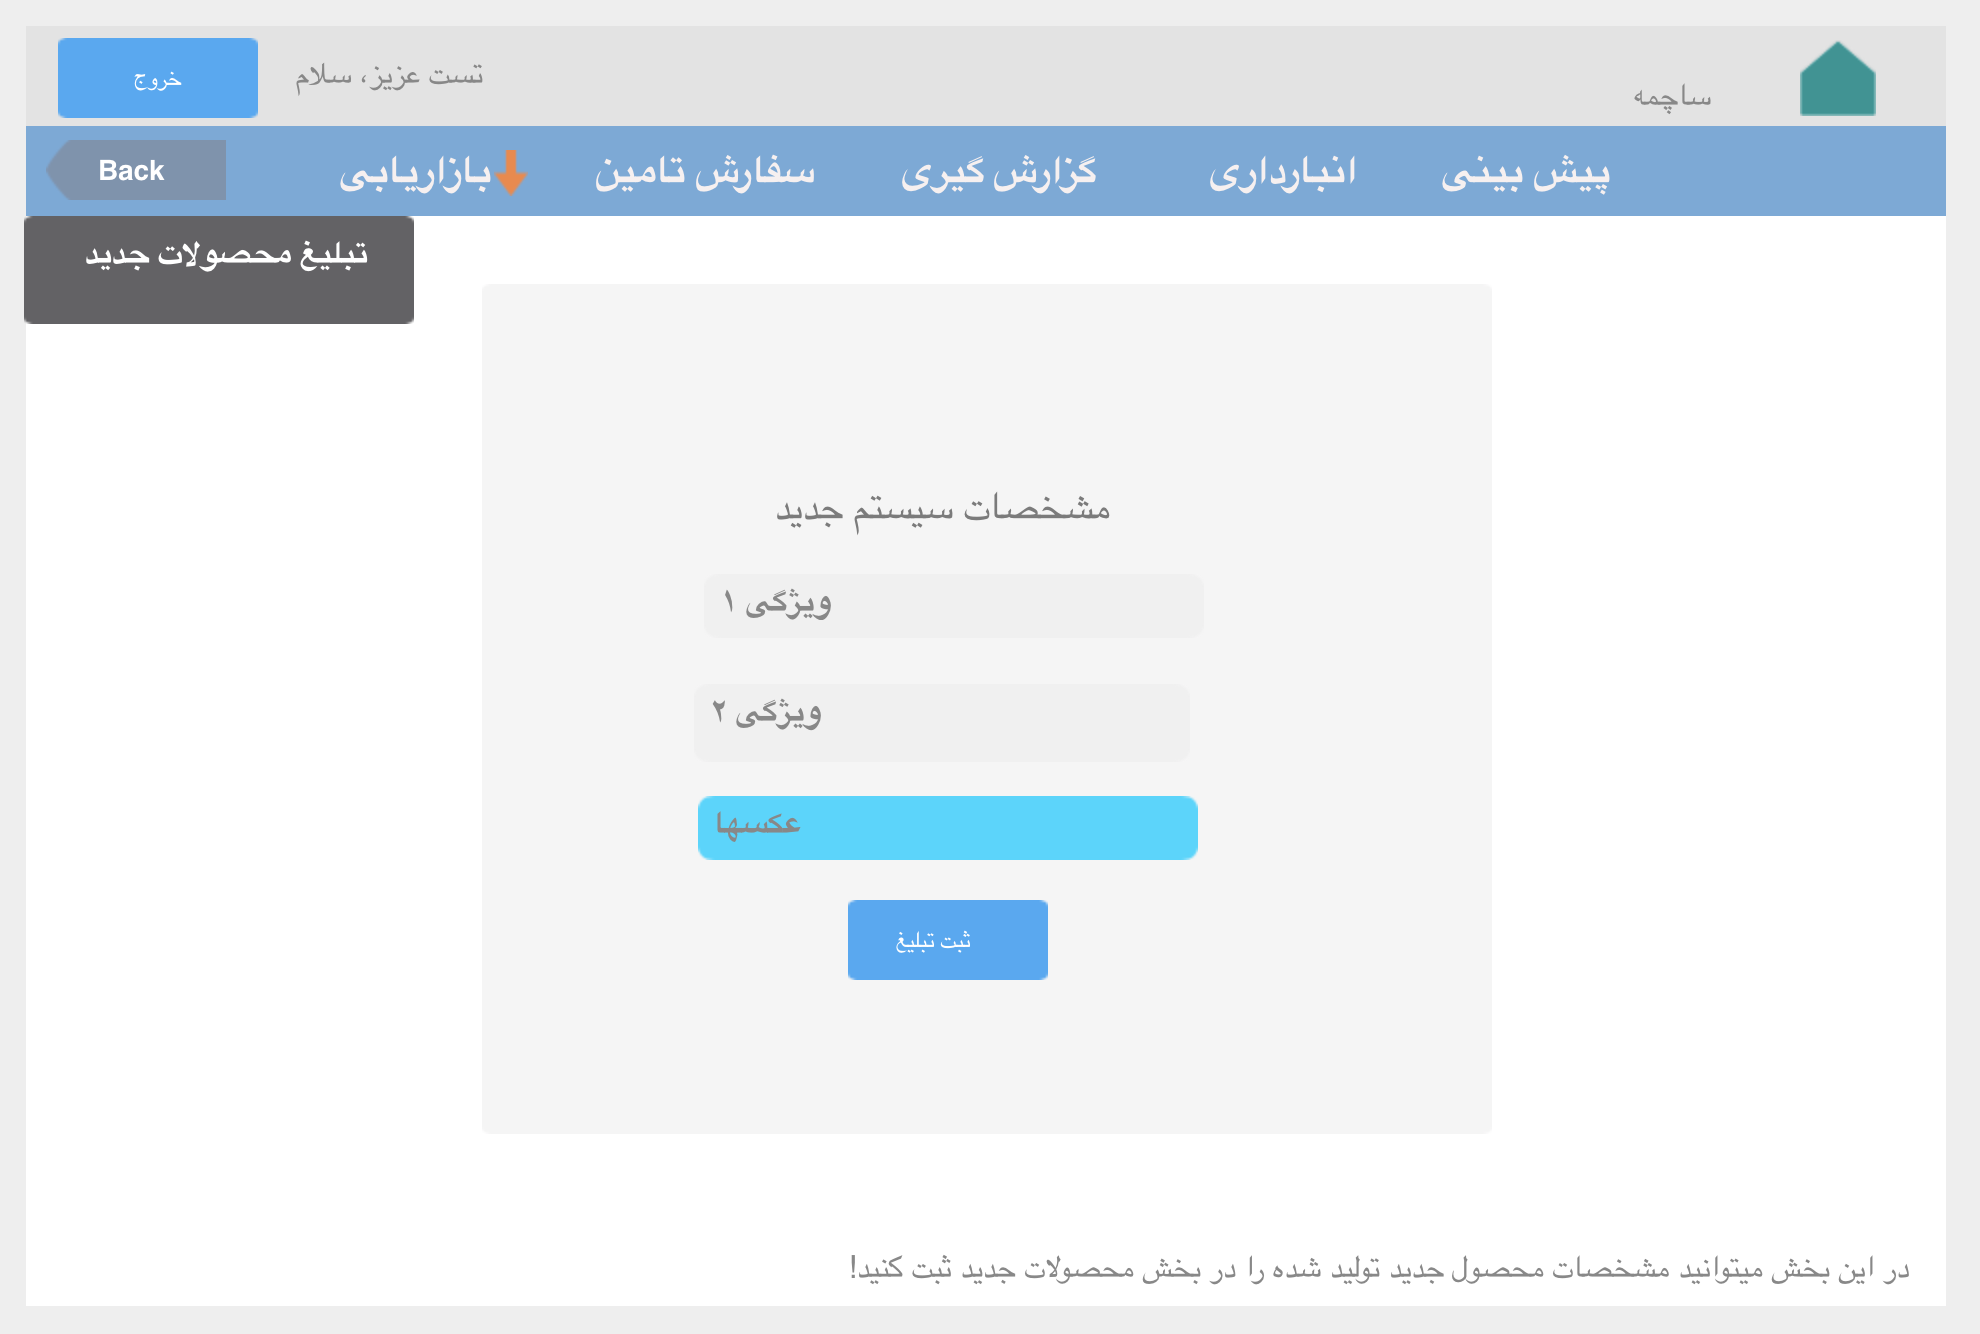 ساچمه
تست عزیز، سلام
خروج
پیش بینی
انبارداری
گزارش گیری
سفارش تامین
بازاریابی
Back
تبلیغ محصولات جدید
مشخصات سیستم جدید
ویژگی ۱
ویژگی ۲
عکسها
ثبت تبلیغ
در این بخش میتوانید مشخصات محصول جدید تولید شده را در بخش محصولات جدید ثبت کنید!